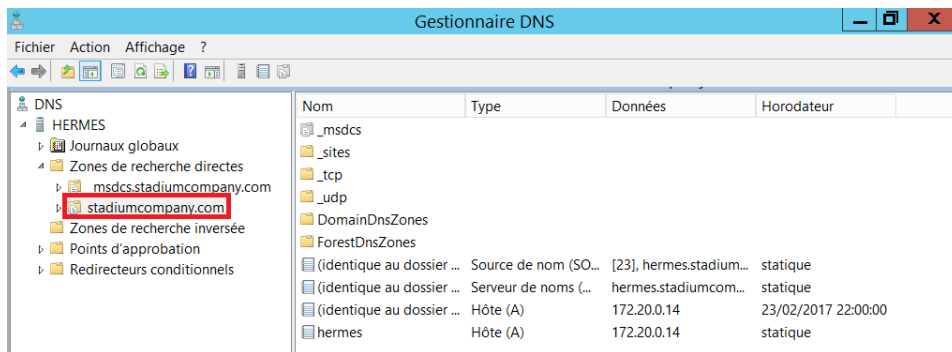 Gestionnaire DNS
Fichier Action Affichage ?
DNS
HERMES
Journaux globaux
Zones de recherche directes
_msdcs.stadiumcompany.com
stadiumcompany.com
Zones de recherche inversée
Points d'approbation
Redirecteurs conditionnels
Nom Type Données Horodateur
_msdcs
_sites
_tcp
_udp
DomainDnsZones
ForestDnsZones
(identique au dossier ... Source de nom (SO... [23], hermes.stadium... statique
(identique au dossier ... Serveur de noms (... hermes.stadiumcom... statique
(identique au dossier ... Hôte (A) 172.20.0.14 23/02/2017 22:00:00
hermes Hôte (A) 172.20.0.14 statique